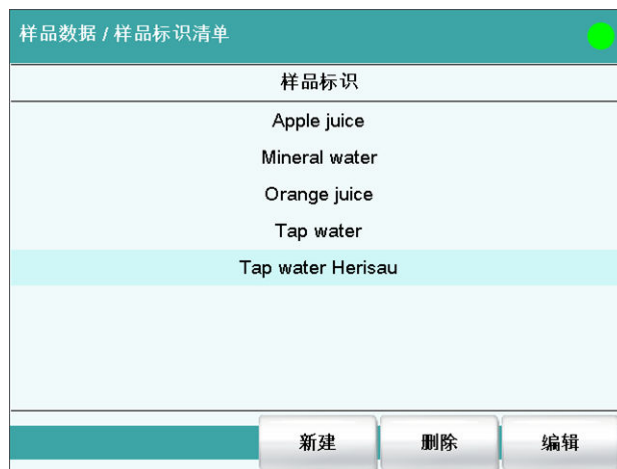 样品数据 / 样品标识清单
样品标识
Apple juice
Mineral water
Orange juice
Tap water
Tap water Herisau
新建 删除 编辑